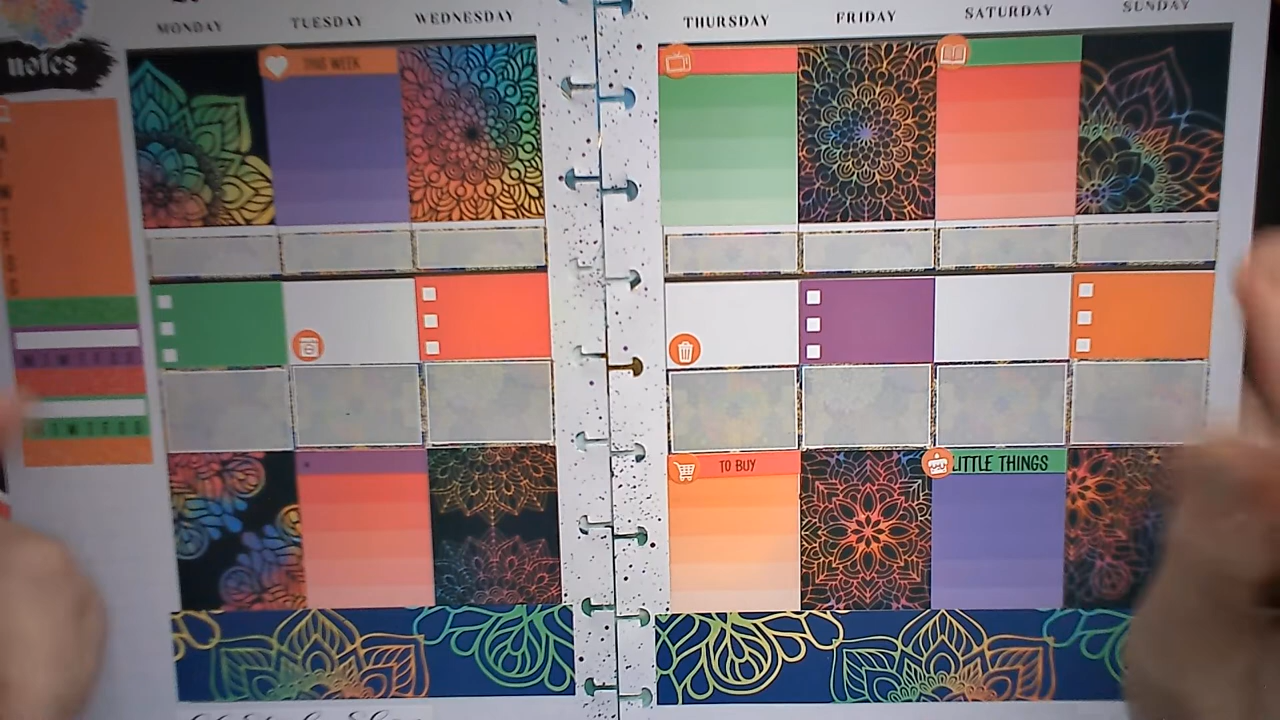 MONDAY
TUESDAY
WEDNESDAY
THURSDAY
FRIDAY
SATURDAY
SUNDAY
notes
THIS WEEK
TO BUY
LITTLE THINGS